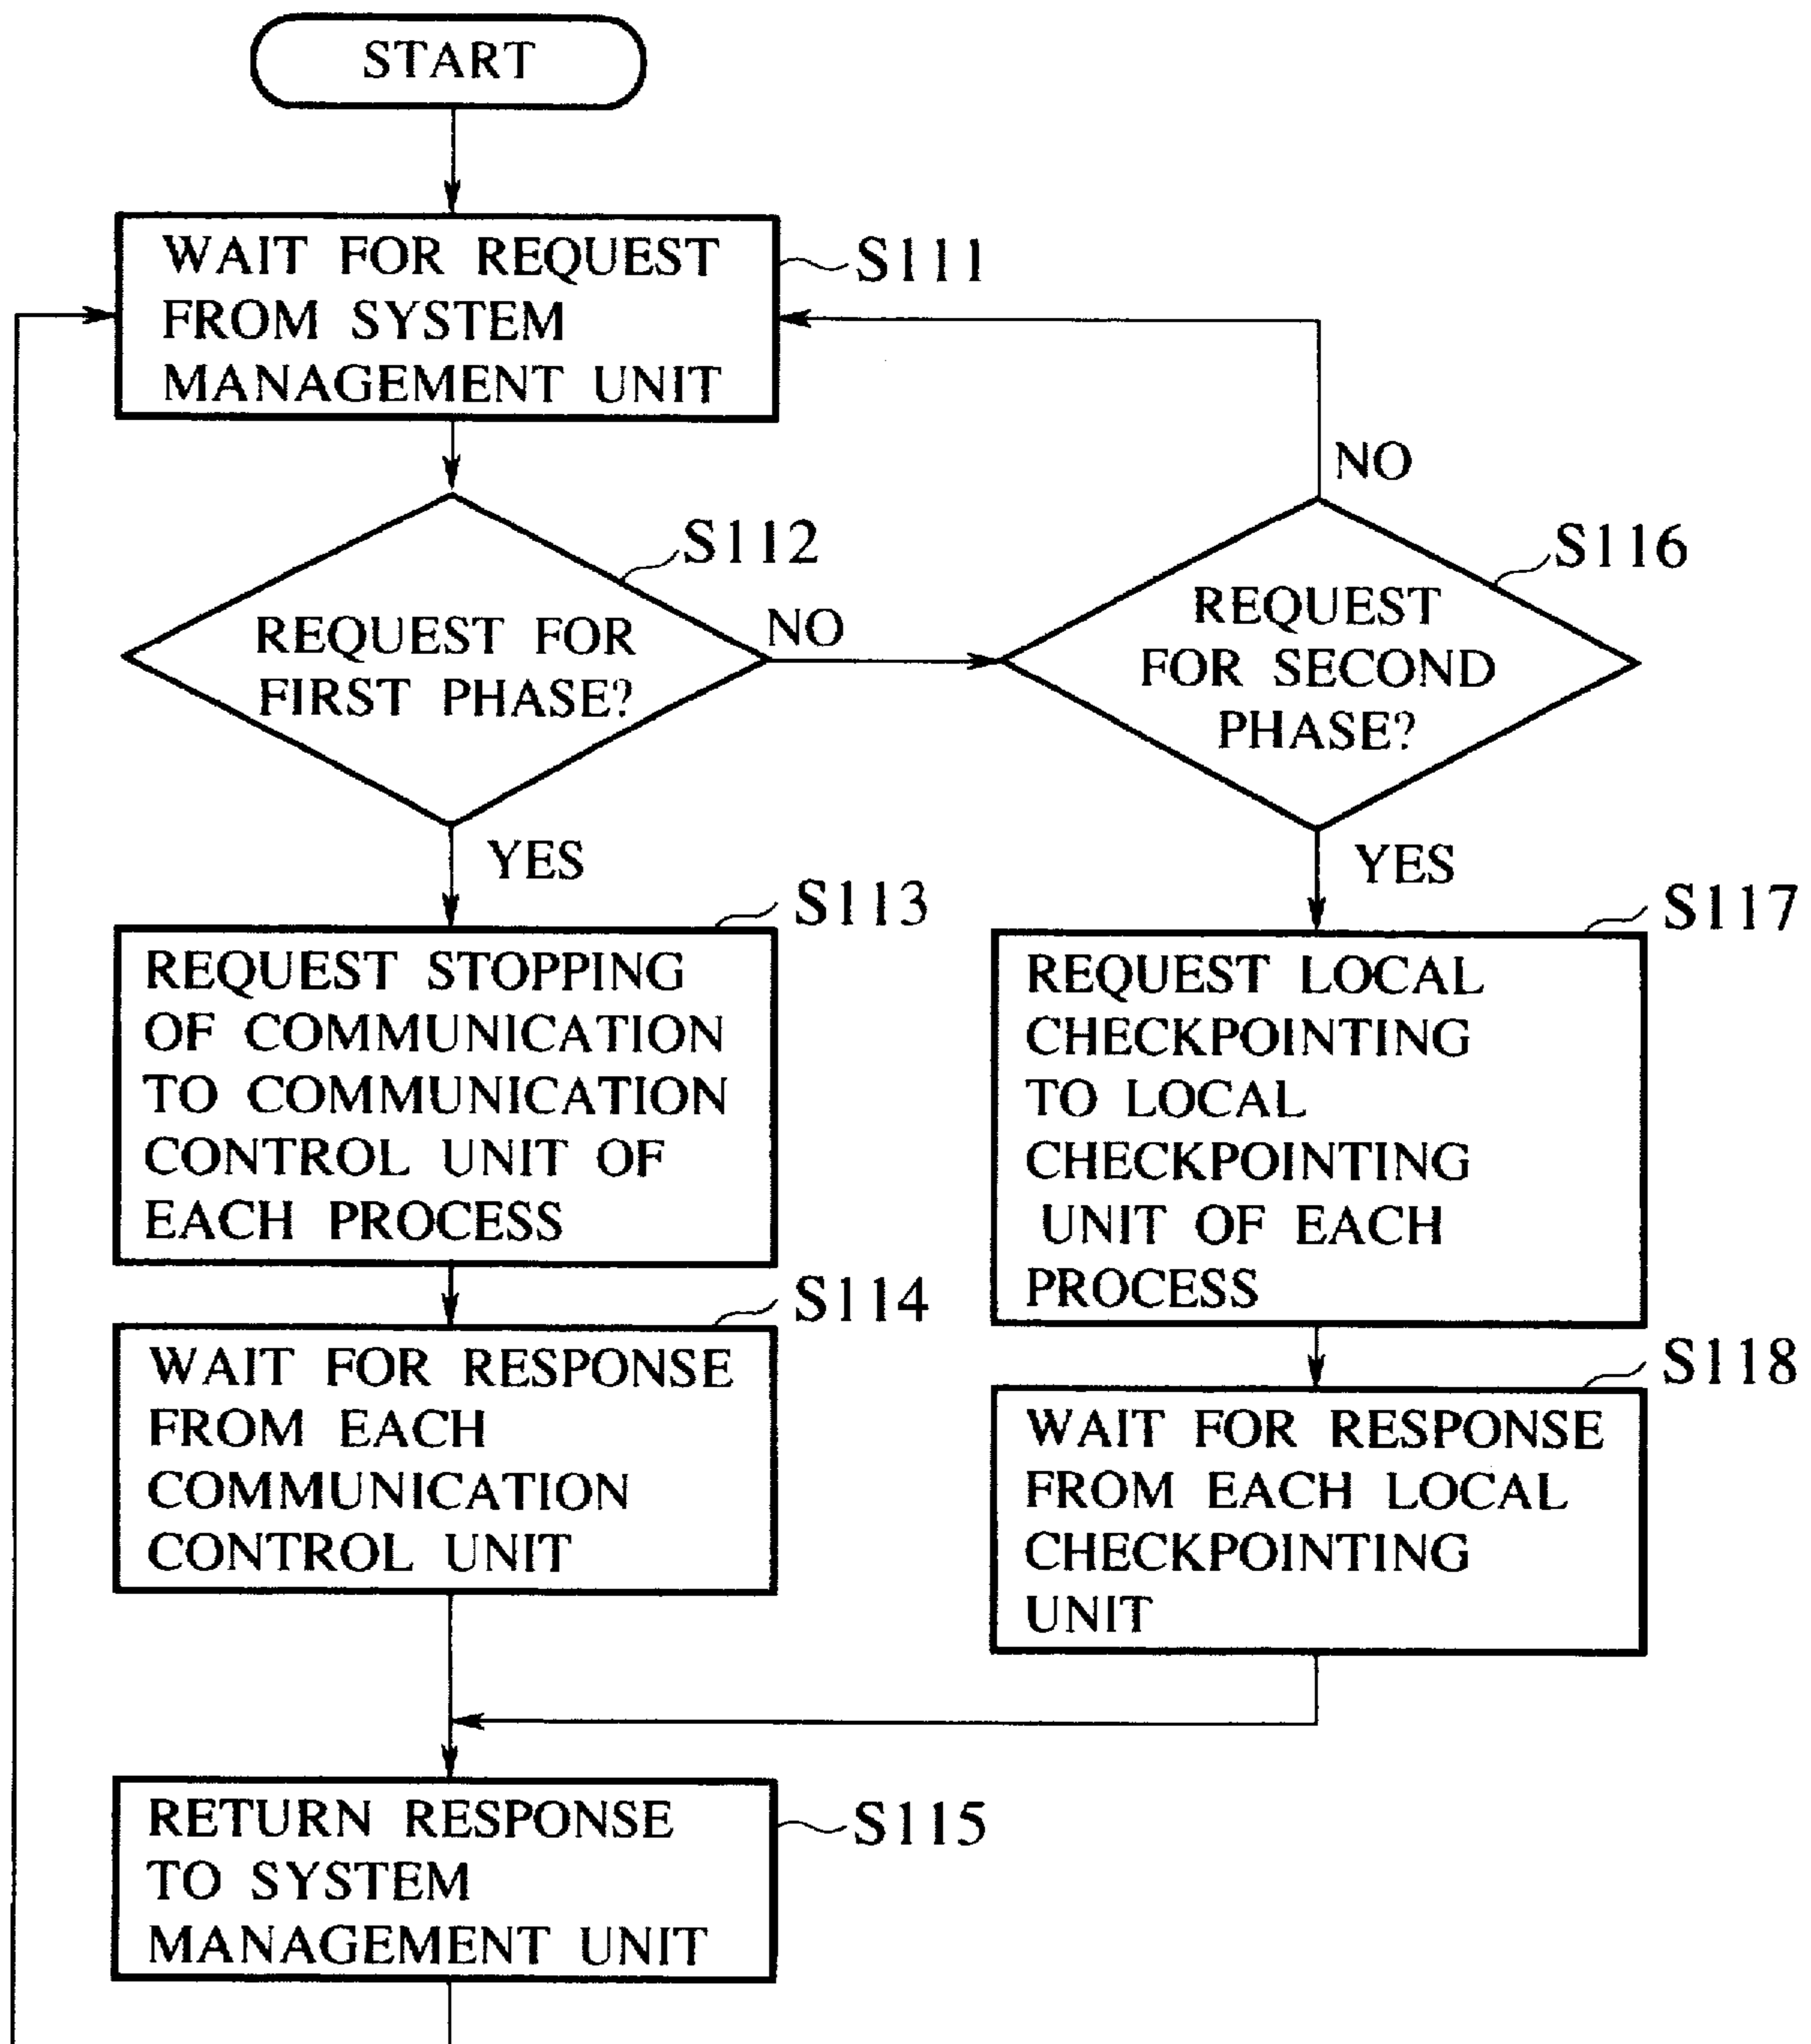 START
WAIT FOR REQUEST
FROM SYSTEM
MANAGEMENT UNIT
S111
NO
S112
REQUEST FOR
FIRST PHASE?
NO
S116
REQUEST
FOR SECOND
PHASE?
YES
YES
S113
REQUEST STOPPING
OF COMMUNICATION
TO COMMUNICATION
CONTROL UNIT OF
EACH PROCESS
S117
REQUEST LOCAL
CHECKPOINTING
TO LOCAL
CHECKPOINTING
UNIT OF EACH
PROCESS
S114
WAIT FOR RESPONSE
FROM EACH
COMMUNICATION
CONTROL UNIT
S118
WAIT FOR RESPONSE
FROM EACH LOCAL
CHECKPOINTING
UNIT
RETURN RESPONSE
TO SYSTEM
MANAGEMENT UNIT
S115